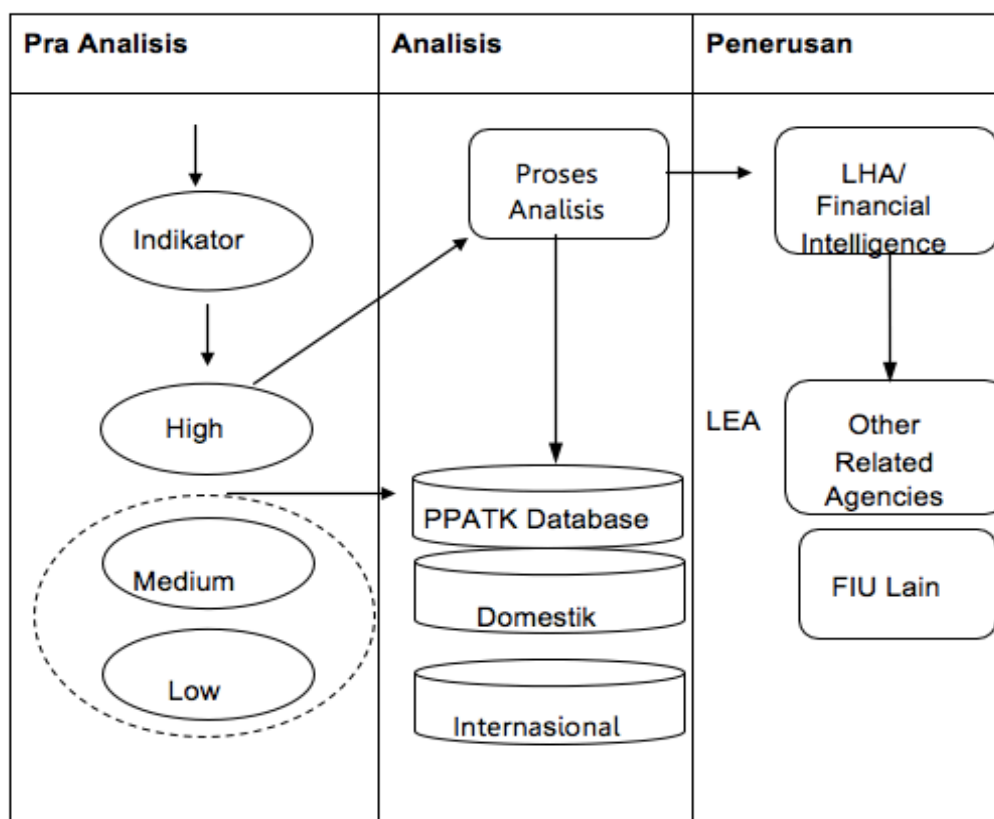 Pra Analisis
Analisis
Penerusan
Indikator
High
Medium
Low
Proses
Analisis
PPATK Database
Domestik
Internasional
LHA/
Financial
Intelligence
LEA
Other
Related
Agencies
FIU Lain